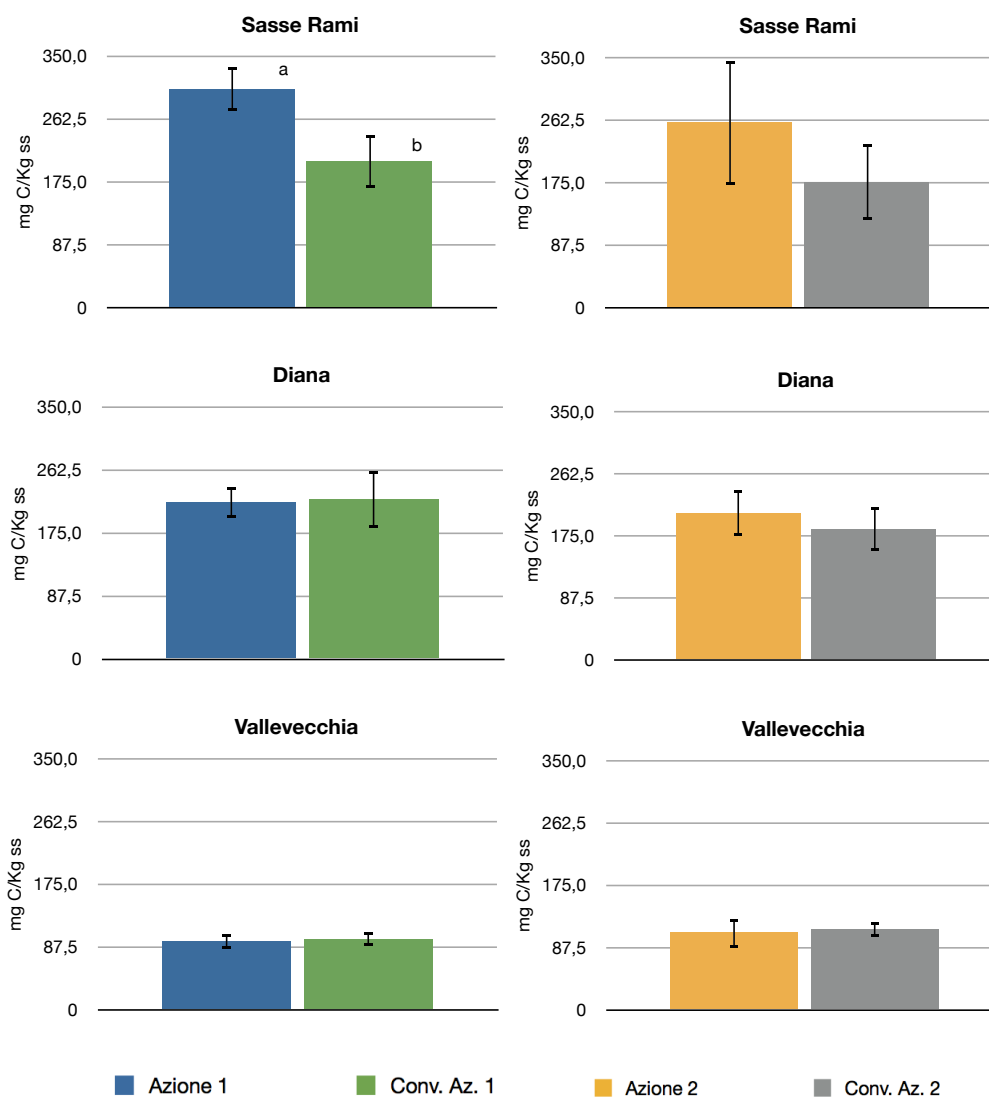 Sasse Rami
350,0
a
262,5
b
175,0
87,5
0
mg C/Kg ss
Sasse Rami
350,0
262,5
175,0
87,5
0
mg C/Kg ss
Diana
350,0
262,5
175,0
87,5
0
mg C/Kg ss
Diana
350,0
262,5
175,0
87,5
0
mg C/Kg ss
Vallevecchia
350,0
262,5
175,0
87,5
0
mg C/Kg ss
Vallevecchia
350,0
262,5
175,0
87,5
0
mg C/Kg ss
Azione 1 Conv. Az. 1
Azione 2 Conv. Az. 2